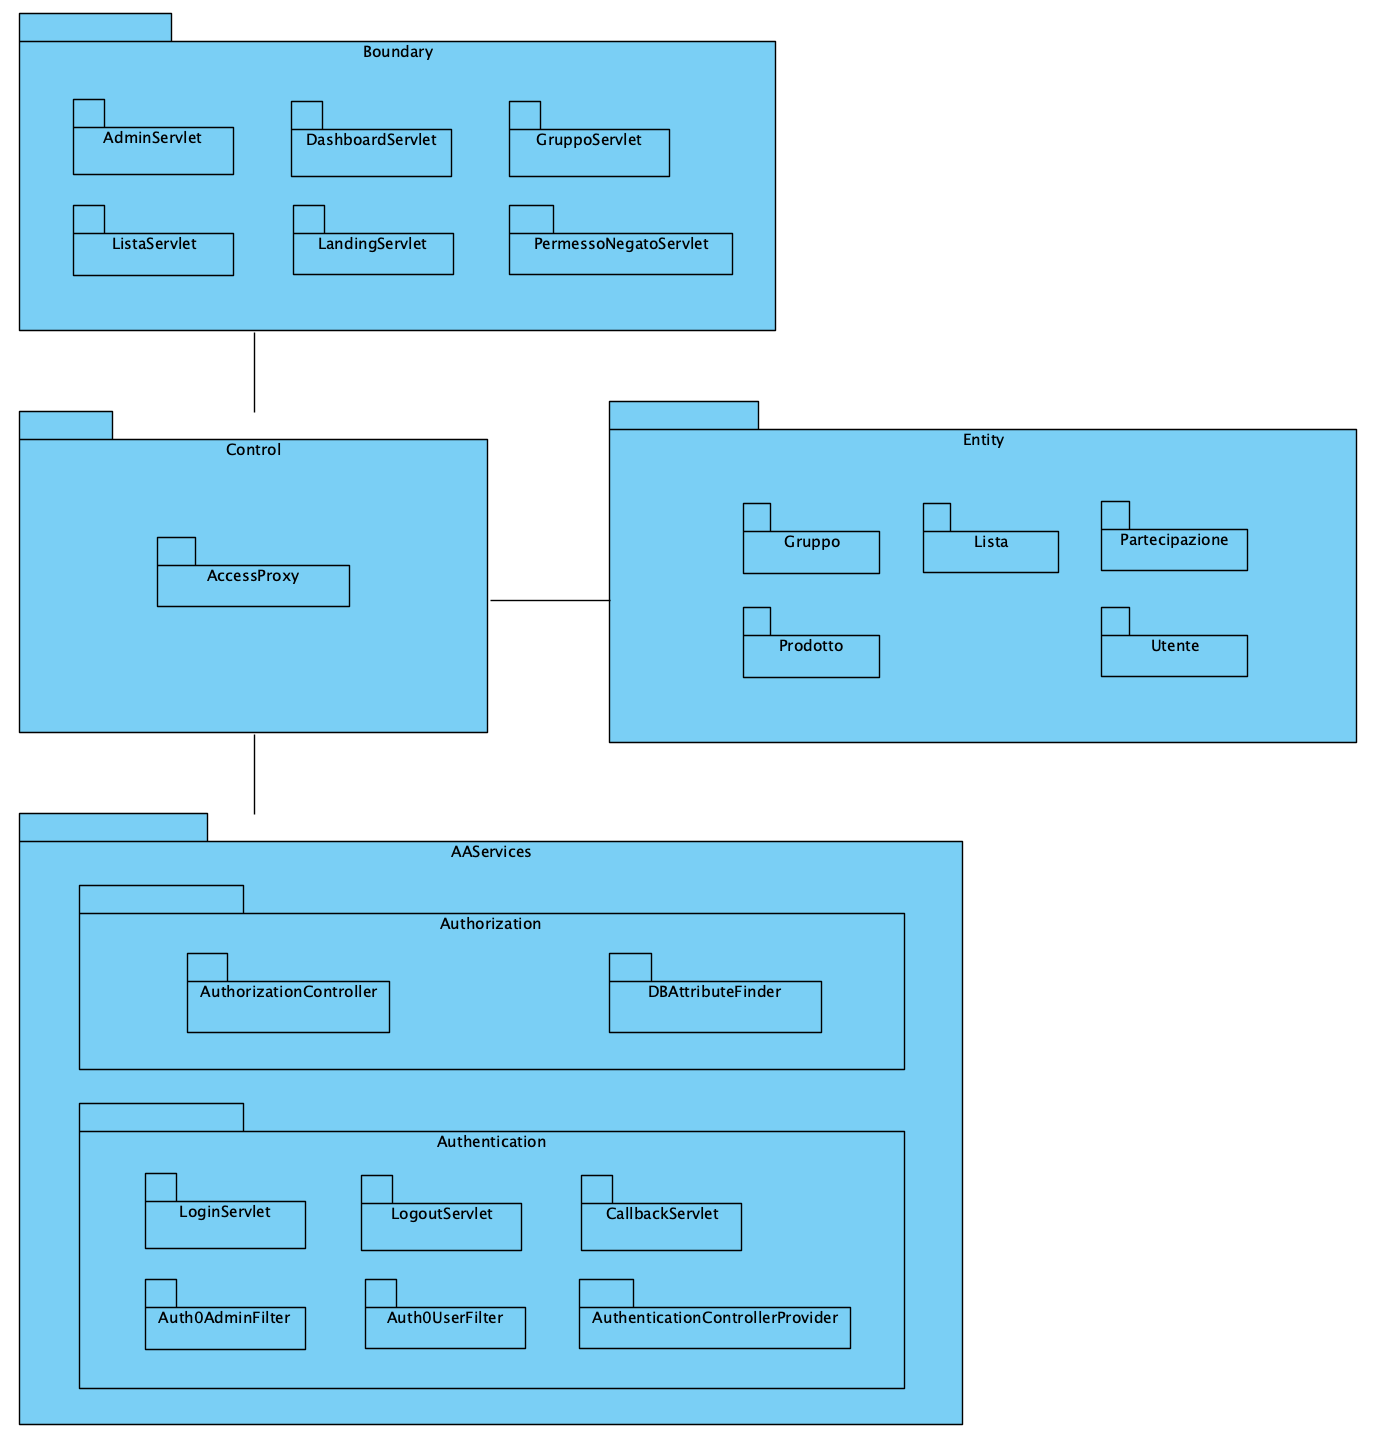 Boundary
AdminServlet
DashboardServlet
GruppoServlet
ListaServlet
LandingServlet
PermessoNegatoServlet
Control
AccessProxy
Entity
Gruppo
Lista
Partecipazione
Prodotto
Utente
AAServices
Authorization
AuthorizationController
DBAttributeFinder
Authentication
LoginServlet
LogoutServlet
CallbackServlet
Auth0AdminFilter
Auth0UserFilter
AuthenticationControllerProvider